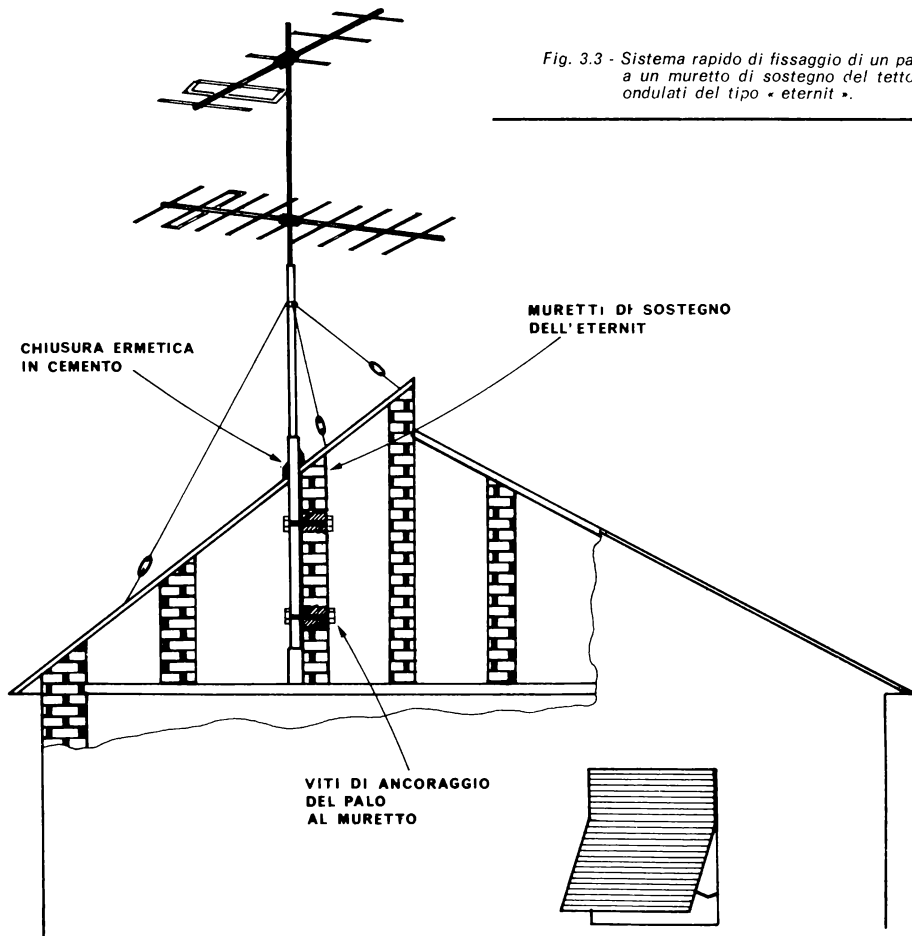 Fig. 3.3 - Sistema rapido di fissaggio di un pa
a un muretto di sostegno del tetto
ondulati del tipo « eternit ».
MURETTI DI SOSTEGNO
DELL'ETERNIT
CHIUSURA ERMETICA
IN CEMENTO
VITI DI ANCORAGGIO
DEL PALO
AL MURETTO